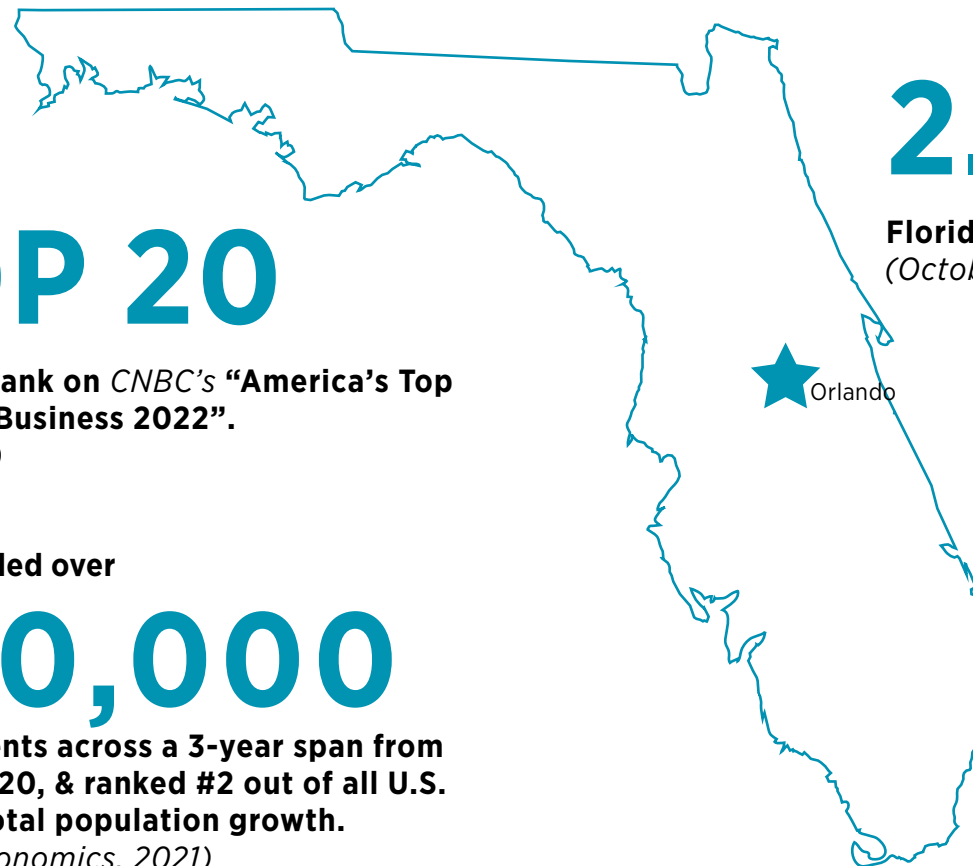 2.
Florid
(Octob
P 20
ank on CNBC’s “America’s Top
Business 2022”.
)
Orlando
ded over
0,000
nts across a 3-year span from
20, & ranked #2 out of all U.S.
otal population growth.
onomics, 2021)